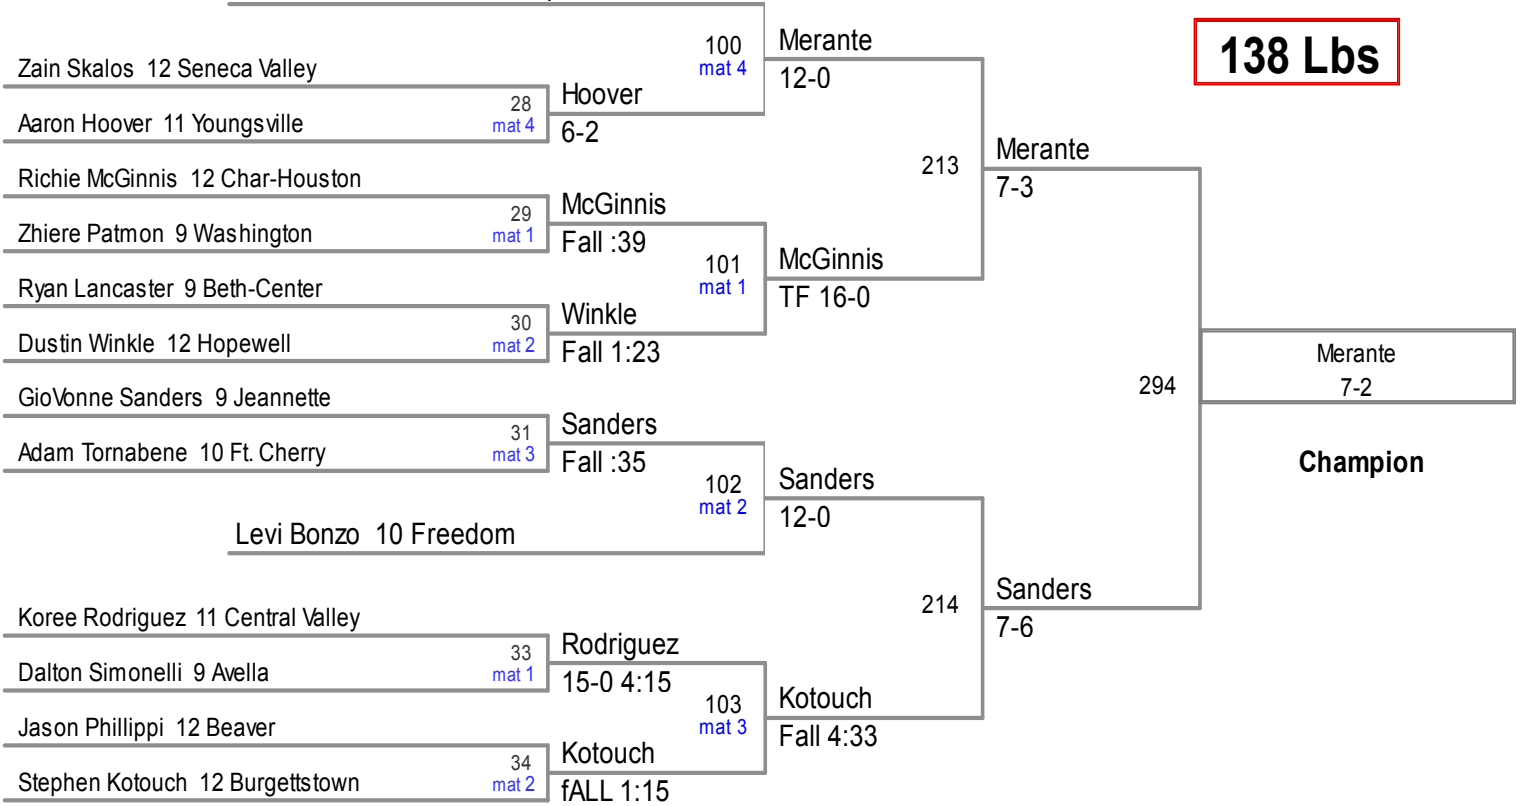 100 Merante
138 Lbs
mat 4
12-0
Zain Skalos 12 Seneca Valley
28 Hoover
Aaron Hoover 11 Youngsville
mat 4
6-2
213 Merante
7-3
Richie McGinnis 12 Char-Houston
29 McGinnis
Zhiere Patmon 9 Washington
mat 1
Fall :39
101 McGinnis
mat 1
TF 16-0
Ryan Lancaster 9 Beth-Center
30 Winkle
Dustin Winkle 12 Hopewell
mat 2
Fall 1:23
294 Merante
7-2
Champion
GioVonne Sanders 9 Jeannette
31 Sanders
Adam Tornabene 10 Ft. Cherry
mat 3
Fall :35
102 Sanders
mat 2
12-0
Levi Bonzo 10 Freedom
214 Sanders
7-6
Koree Rodriguez 11 Central Valley
33 Rodriguez
Dalton Simonelli 9 Avella
mat 1
15-0 4:15
103 Kotouch
mat 3
Fall 4:33
Jason Phillippi 12 Beaver
34 Kotouch
Stephen Kotouch 12 Burgettstown
mat 2
fALL 1:15